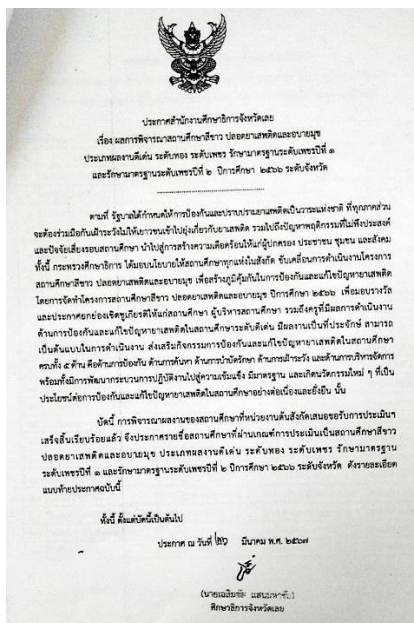 ประกาศสำนักงานศึกษาธิการจังหวัดเลย
เรื่อง ผลการพิจารณาสถานศึกษาสีขาว ปลอดยาเสพติดและอบายมุข
ประเภทผลงานดีเด่น ระดับทอง ระดับเพชร รักษามาตรฐานระดับเพชรปีที่ ๑
และรักษามาตรฐานระดับเพชรปีที่ ๒ ปีการศึกษา ๒๕๖๖ ระดับจังหวัด
ตามที่ รัฐบาลได้กำหนดให้การป้องกันและปราบปรามยาเสพติดเป็นวาระแห่งชาติ ที่ทุกภาคส่วน
จะต้องร่วมมือกันเฝ้าระวังไม่ให้เยาวชนเข้าไปยุ่งเกี่ยวกับยาเสพติด รวมไปถึงปัญหาพฤติกรรมที่ไม่พึงประสงค์
และปัจจัยเสี่ยงรอบสถานศึกษา นำไปสู่การสร้างความเดือดร้อนให้แก่ผู้ปกครอง ประชาชน ชุมชน และสังคม
ทั้งนี้ กระทรวงศึกษาธิการ ได้มอบนโยบายให้สถานศึกษาทุกแห่งในสังกัด ขับเคลื่อนการดำเนินงานโครงการ
สถานศึกษาสีขาว ปลอดยาเสพติดและอบายมุข เพื่อสร้างภูมิคุ้มกันในการป้องกันและแก้ไขปัญหายาเสพติด
โดยการจัดทำโครงการสถานศึกษาสีขาว ปลอดยาเสพติดและอบายมุข ปีการศึกษา ๒๕๖๖ เพื่อมอบรางวัล
และประกาศยกย่องเชิดชูเกียรติให้แก่สถานศึกษา ผู้บริหารสถานศึกษา รวมถึงครูที่มีผลการดำเนินงาน
ด้านการป้องกันและแก้ไขปัญหายาเสพติดในสถานศึกษาระดับดีเด่น มีผลงานเป็นที่ประจักษ์ สามารถ
เป็นต้นแบบในการดำเนินงาน ส่งเสริมกิจกรรมการป้องกันและแก้ไขปัญหายาเสพติดในสถานศึกษา
ครบทั้ง ๕ ด้าน คือด้านการป้องกัน ด้านการค้นหา ด้านการบำบัดรักษา ด้านการเฝ้าระวัง และด้านการบริหารจัดการ
พร้อมทั้งมีการพัฒนากระบวนการปฏิบัติงานไปสู่ความเข้มแข็ง มีมาตรฐาน และเกิดนวัตกรรมใหม่ ๆ ที่เป็น
ประโยชน์ต่อการป้องกันและแก้ไขปัญหายาเสพติดในสถานศึกษาอย่างต่อเนื่องและยั่งยืน นั้น
บัดนี้ การพิจารณาผลงานของสถานศึกษาที่หน่วยงานต้นสังกัดเสนอขอรับการประเมินฯ
เสร็จสิ้นเรียบร้อยแล้ว จึงประกาศรายชื่อสถานศึกษาที่ผ่านเกณฑ์การประเมินเป็นสถานศึกษาสีขาว
ปลอดยาเสพติดและอบายมุข ประเภทผลงานดีเด่น ระดับทอง ระดับเพชร รักษามาตรฐาน
ระดับเพชรปีที่ ๑ และรักษามาตรฐานระดับเพชรปีที่ ๒ ปีการศึกษา ๒๕๖๖ ระดับจังหวัด ดังรายละเอียด
แนบท้ายประกาศฉบับนี้
ทั้งนี้ ตั้งแต่บัดนี้เป็นต้นไป
ประกาศ ณ วันที่ มีนาคม พ.ศ. ๒๕๖๗
(นายเฉลิมชัย แสนมหาชัย)
ศึกษาธิการจังหวัดเลย